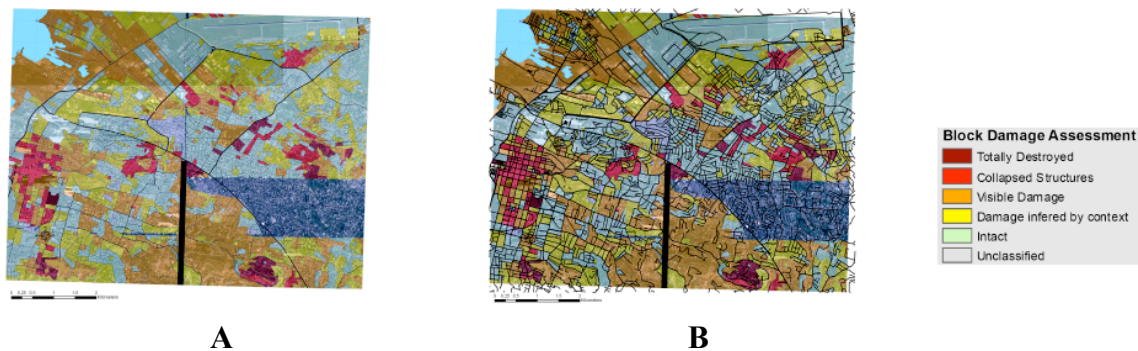 Block Damage Assessment
Totally Destroyed
Collapsed Structures
Visible Damage
Damage infered by context
Intact
Unclassified
A
B